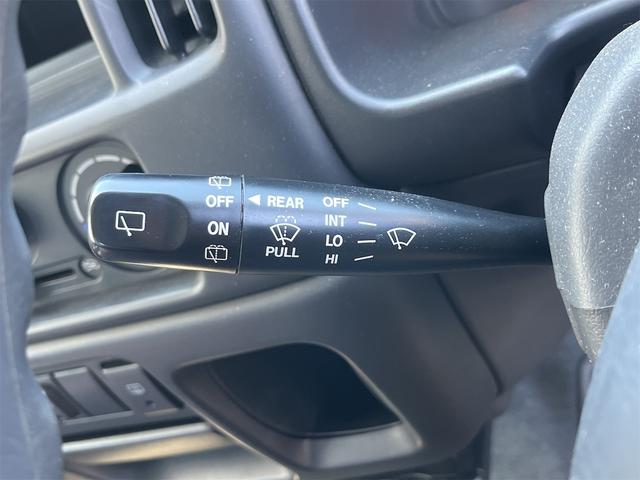 OFF
ON
REAR
PULL
OFF
INT
LO
HI